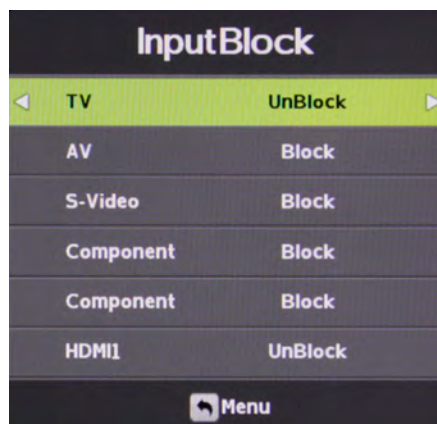 InputBlock
TV UnBlock
AV Block
S-Video Block
Component Block
Component Block
HDMI1 UnBlock
Menu